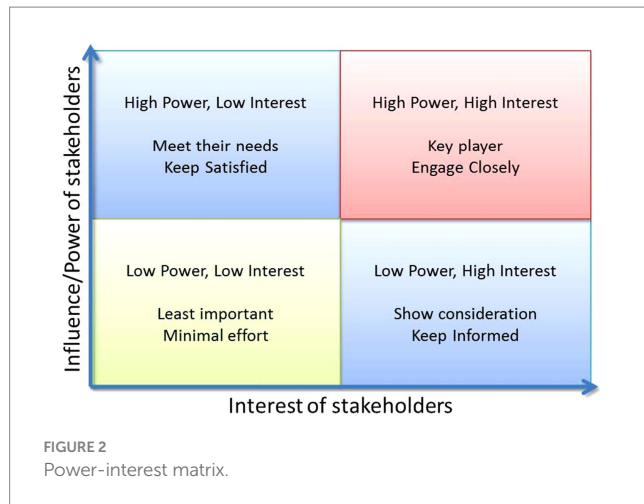 Influence/Power of stakeholders
High Power, Low Interest
Meet their needs
Keep Satisfied
High Power, High Interest
Key player
Engage Closely
Low Power, Low Interest
Least important
Minimal effort
Low Power, High Interest
Show consideration
Keep Informed
Interest of stakeholders
FIGURE 2
Power-interest matrix.